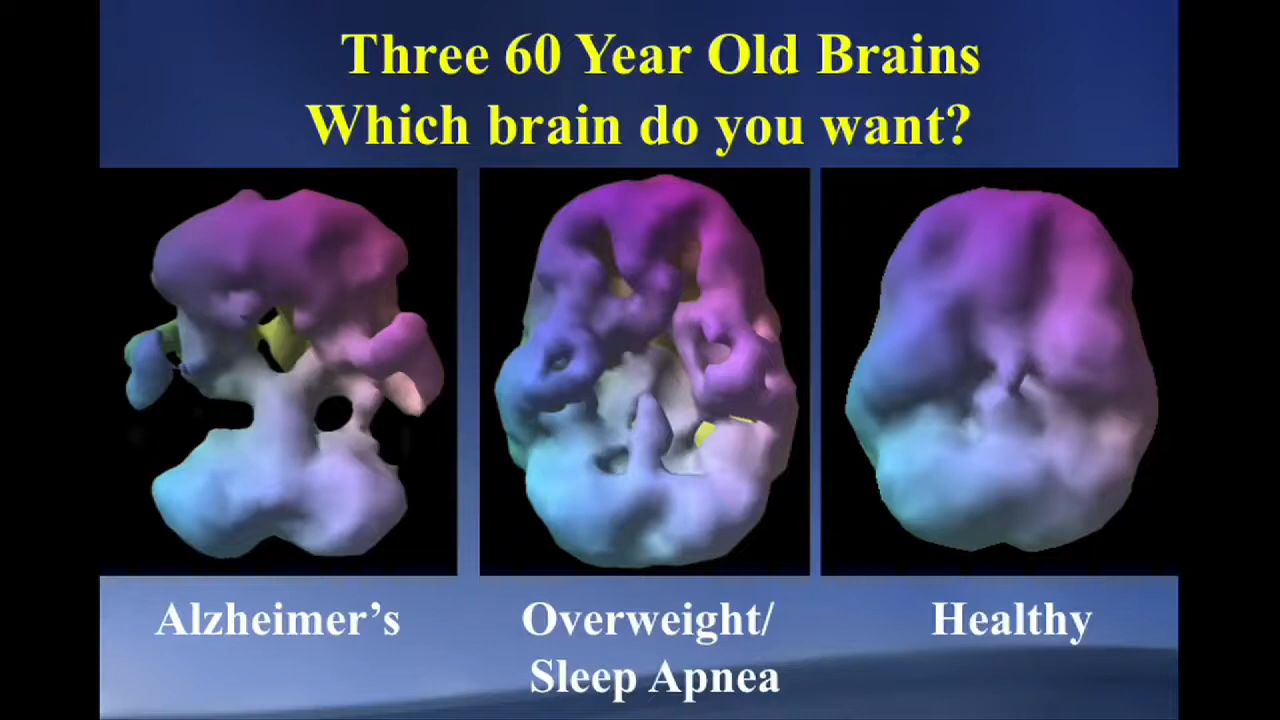 Three 60 Year Old Brains
Which brain do you want?
Alzheimer’s
Overweight/
Sleep Apnea
Healthy